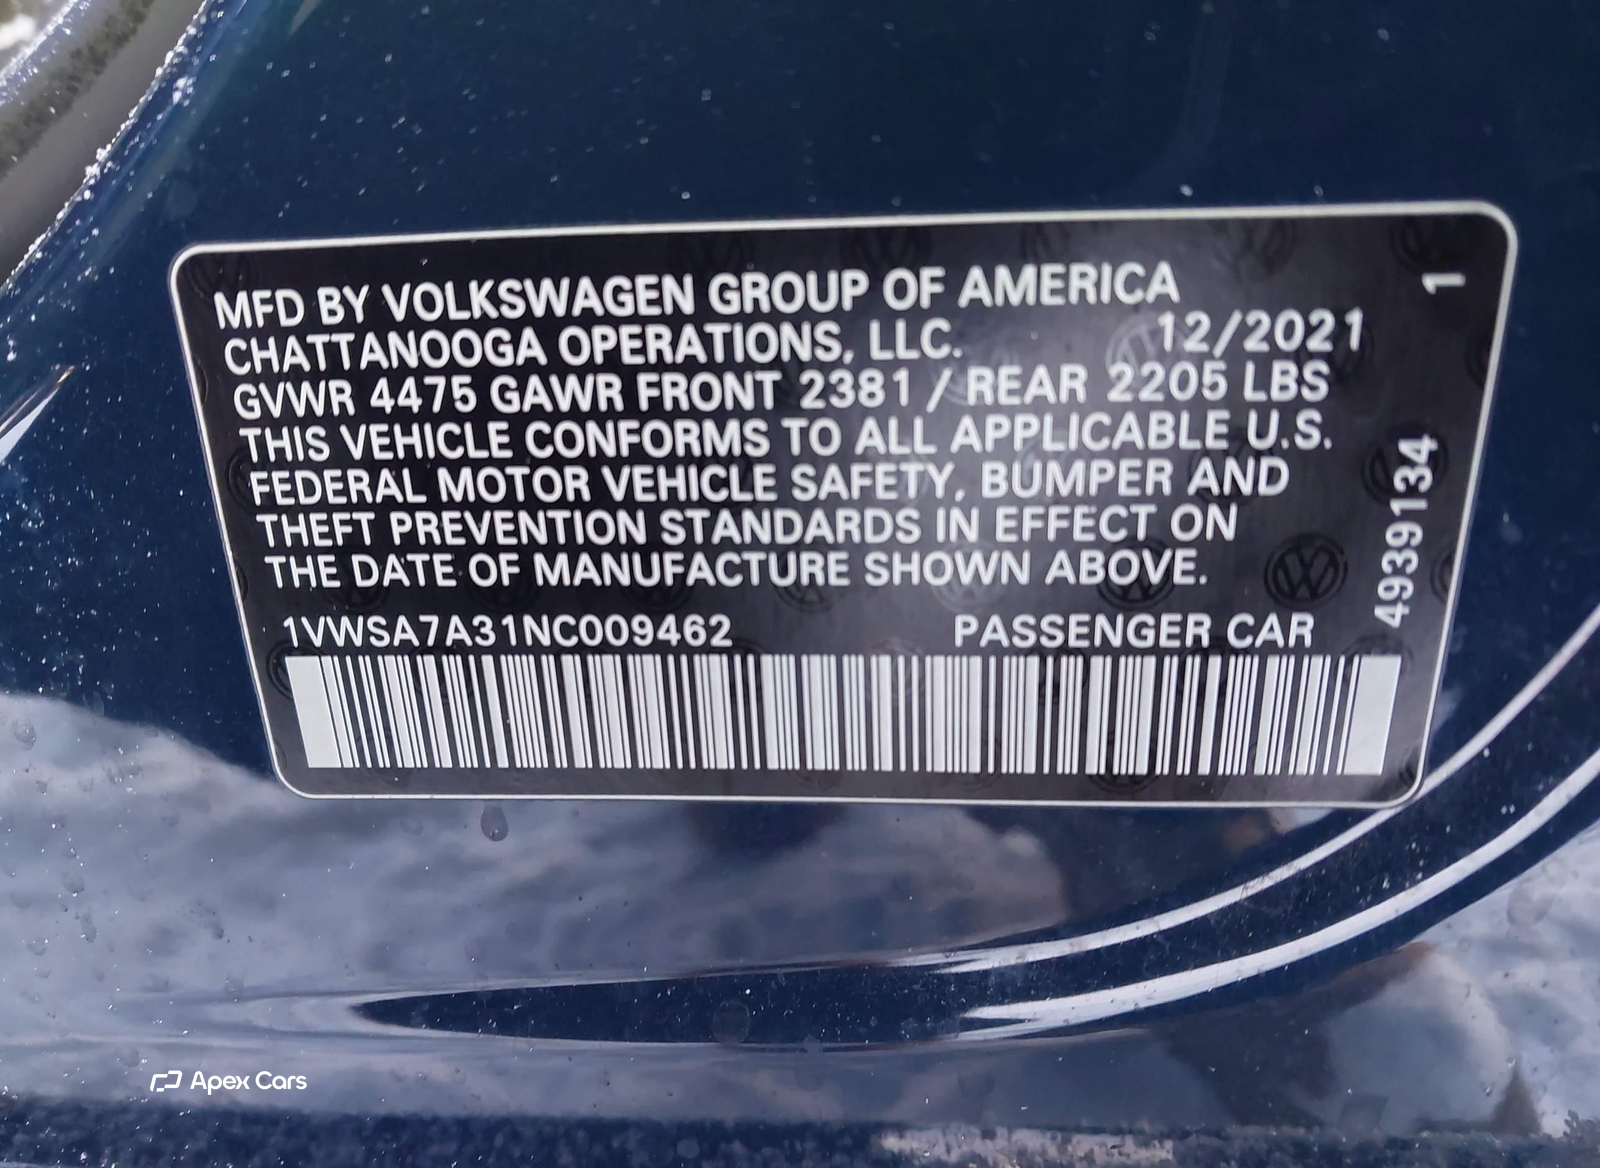 MFD BY VOLKSWAGEN GROUP OF AMERICA
CHATTANOOGA OPERATIONS, LLC. 12/2021
GVWR 4475 GAWR FRONT 2381 / REAR 2205 LBS
THIS VEHICLE CONFORMS TO ALL APPLICABLE U.S.
FEDERAL MOTOR VEHICLE SAFETY, BUMPER AND
THEFT PREVENTION STANDARDS IN EFFECT ON
THE DATE OF MANUFACTURE SHOWN ABOVE.
1VWSA7A31NC009462 PASSENGER CAR
4939134 1
Apex Cars